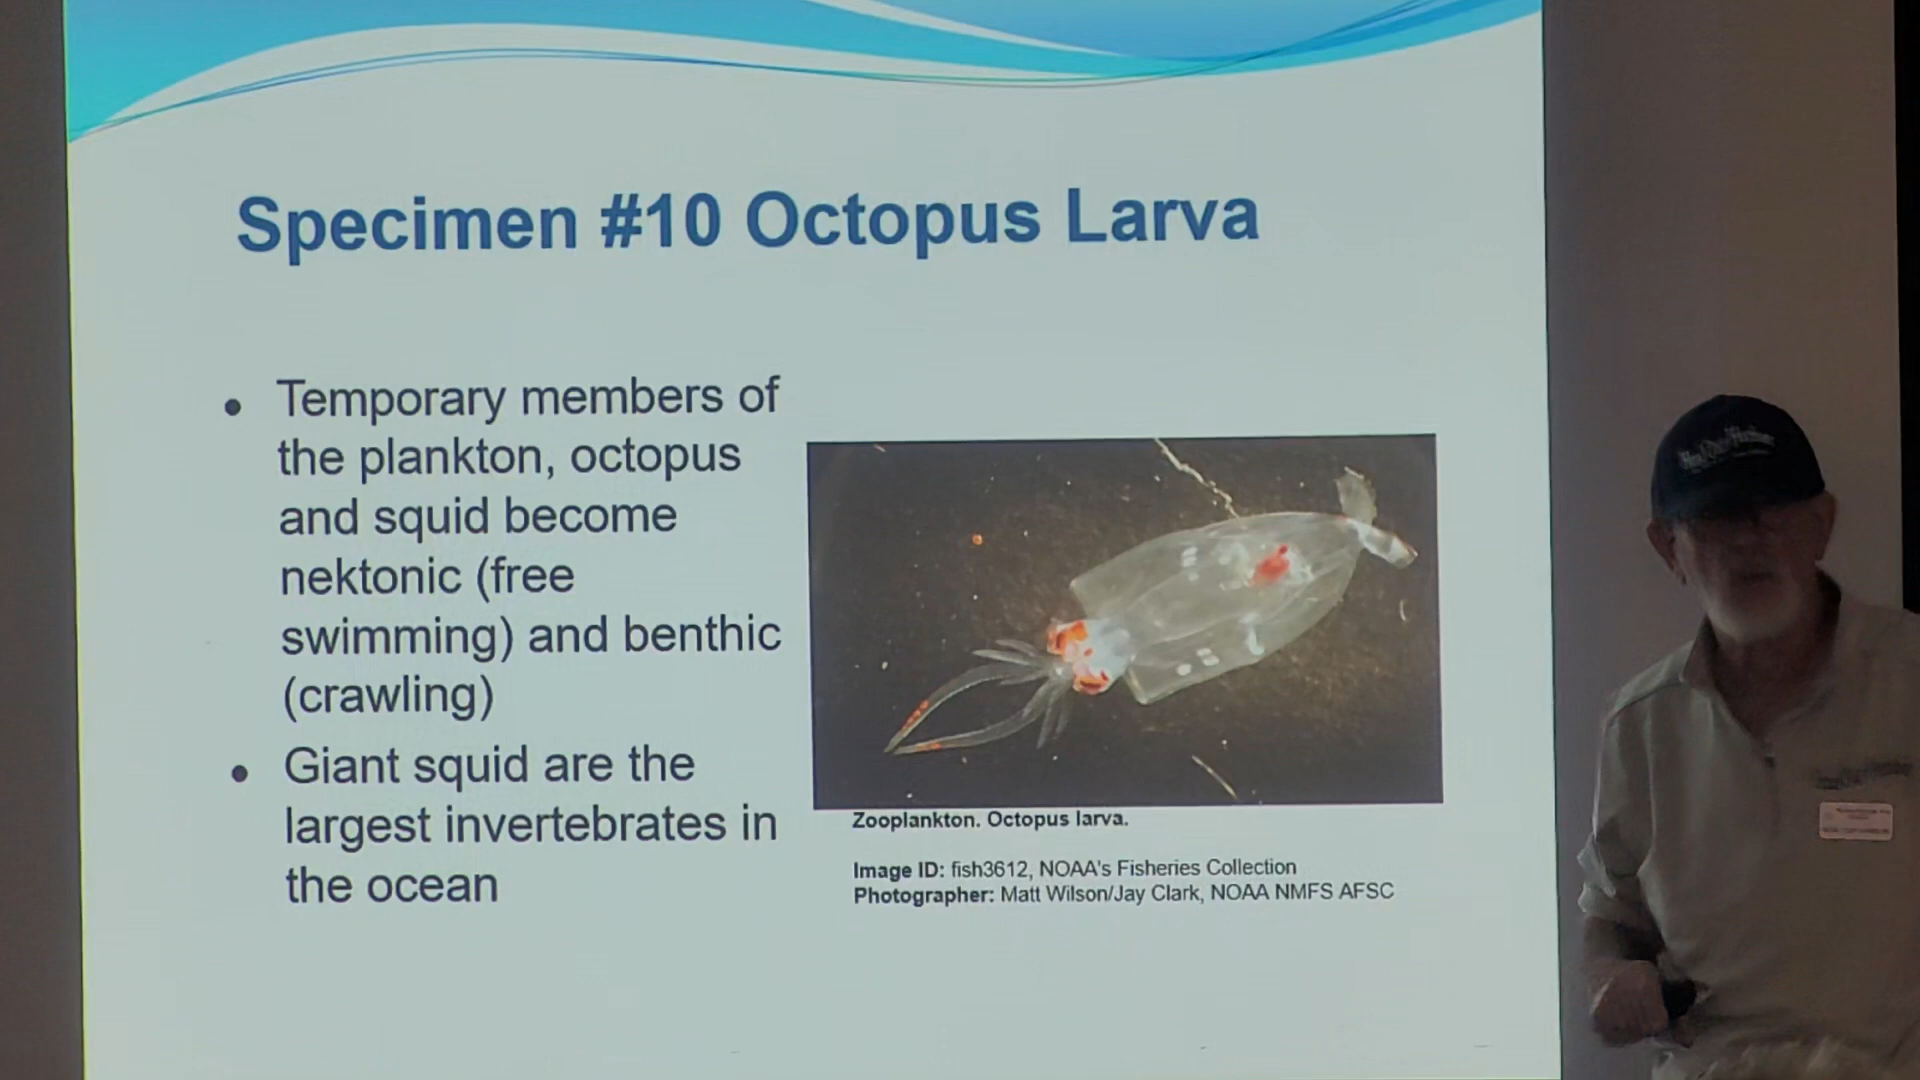 Specimen #10 Octopus Larva
• Temporary members of
the plankton, octopus
and squid become
nektonic (free
swimming) and benthic
(crawling)
• Giant squid are the
largest invertebrates in
the ocean
Zooplankton. Octopus larva.
Image ID: fish3612, NOAA's Fisheries Collection
Photographer: Matt Wilson/Jay Clark, NOAA NMFS AFSC